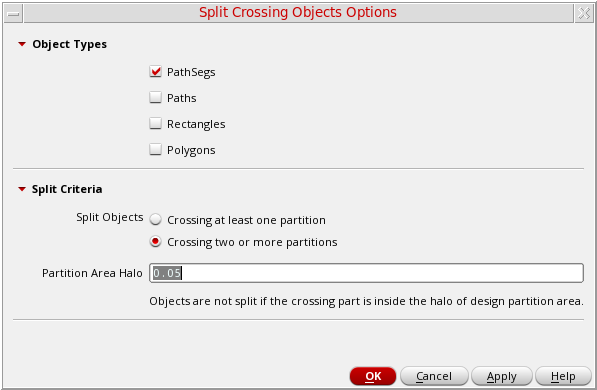 Split Crossing Objects Options
Object Types
PathSegs
Paths
Rectangles
Polygons
Split Criteria
Split Objects
Crossing at least one partition
Crossing two or more partitions
Partition Area Halo 0.05
Objects are not split if the crossing part is inside the halo of design partition area.
OK Cancel Apply Help